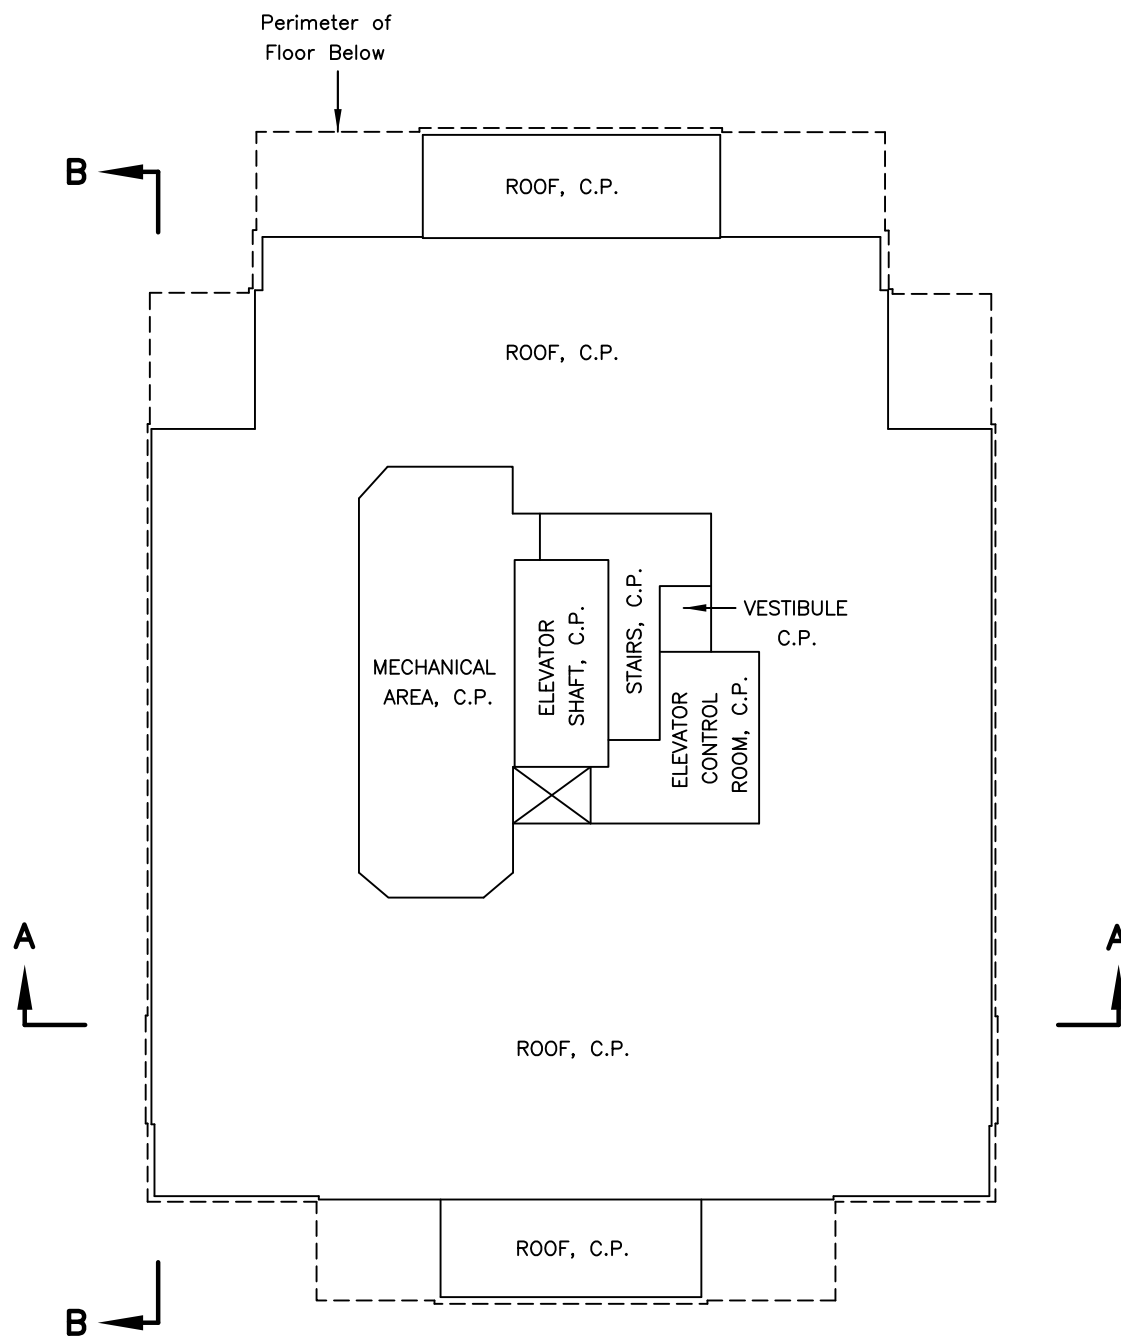 Perimeter of
Floor Below
B
ROOF, C.P.
ROOF, C.P.
STAIRS, C.P.
VESTIBULE
C.P.
ELEVATOR
SHAFT, C.P.
MECHANICAL
AREA, C.P.
ELEVATOR
CONTROL
ROOM, C.P.
A
A
ROOF, C.P.
ROOF, C.P.
B